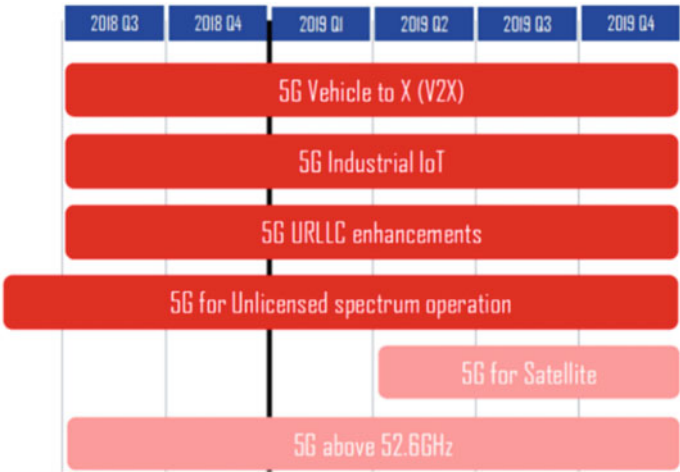 2018 Q3 2018 Q4 2019 Q1 2019 Q2 2019 Q3 2019 Q4
5G Vehicle to X (V2X)
5G Industrial IoT
5G URLLC enhancements
5G for Unlicensed spectrum operation
5G for Satellite
5G above 52.6GHz